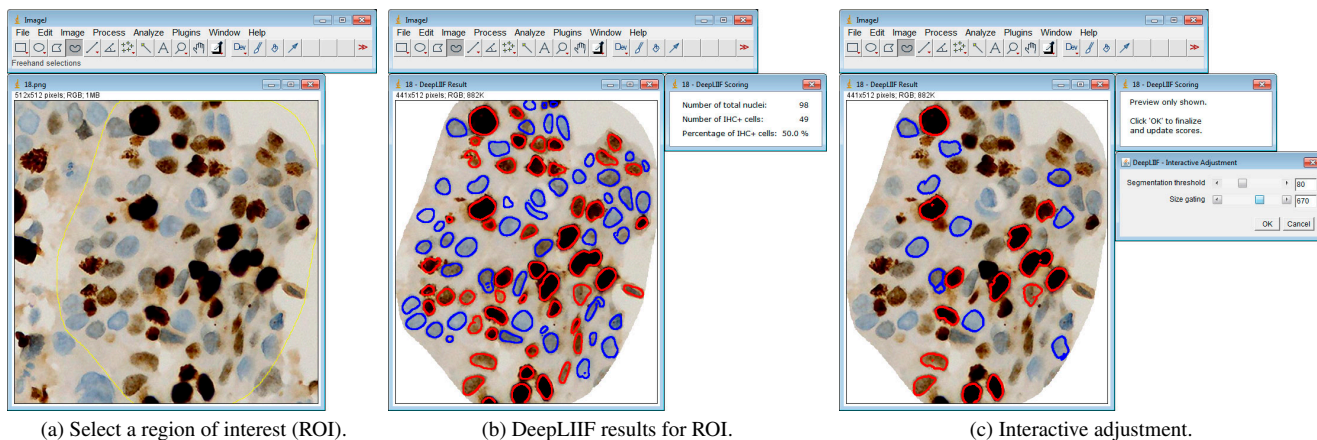 ImageJ
File Edit Image Process Analyze Plugins Window Help
Dev
Freehand selections
18.png
512x512 pixels; RGB; 1MB
(a) Select a region of interest (ROI).
ImageJ
File Edit Image Process Analyze Plugins Window Help
Dev
18 - DeepLIIF Result
441x512 pixels; RGB; 882K
18 - DeepLIIF Scoring
Number of total nuclei: 98
Number of IHC+ cells: 49
Percentage of IHC+ cells: 50.0 %
(b) DeepLIIF results for ROI.
ImageJ
File Edit Image Process Analyze Plugins Window Help
Dev
18 - DeepLIIF Result
441x512 pixels; RGB; 882K
18 - DeepLIIF Scoring
Preview only shown.
Click 'OK' to finalize
and update scores.
DeepLIIF - Interactive Adjustment
Segmentation threshold 80
Size gating 670
OK Cancel
(c) Interactive adjustment.